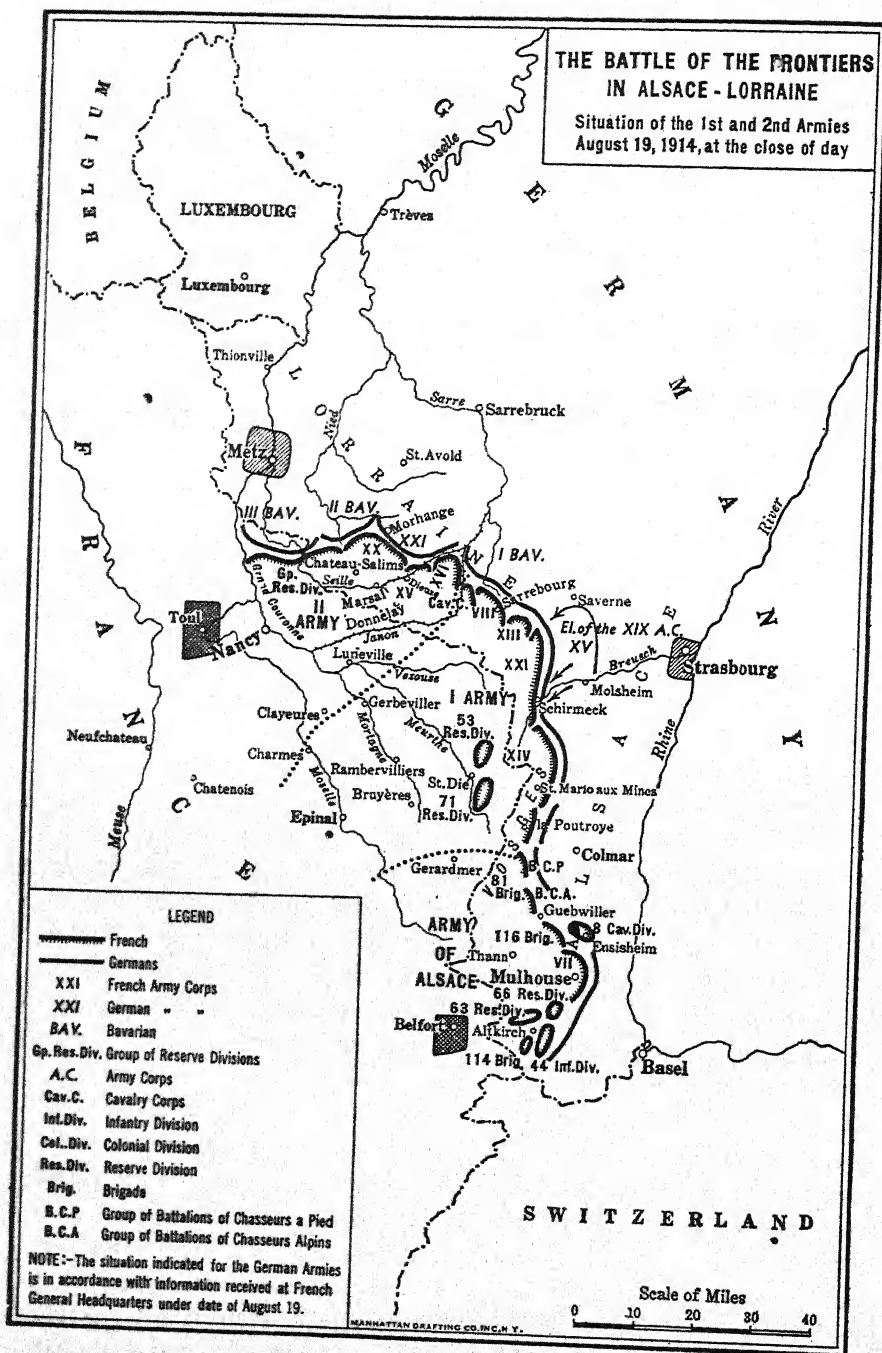 THE BATTLE OF THE FRONTIERS
IN ALSACE - LORRAINE
Situation of the 1st and 2nd Armies
August 19, 1914, at the close of day
BELGIUM
LUXEMBOURG
Luxembourg
GERMANY
Moselle
Trèves
Thionville
LORRAINE
Nied
Sarre
Sarrebruck
Metz
St. Avold
FRANCE
III BAV.
II BAV.
Morhange
XXI
I BAV.
XX
Chateau-Salins
Gp.
Res.Div.
Seille
Marsal
XV
Dieuze
XVI
Cav.C.
VIII
Sarrebourg
Saverne
River
Toul
Grand Couronne
II
ARMY
Donnelay
Janon
XIII
El. of the XIX A.C.
XV
Nancy
Luneville
Vezouse
XXI
Breusch
Strasbourg
Molsheim
I ARMY
Schirmeck
ALSACE
Clayeures
Gerbeviller
53
Res.Div.
Meurthe
Mortagne
Rhine
Neufchateau
Charmes
Rambervilliers
XIV
Chatenois
Moselle
St. Die
St. Mario aux Mines
Bruyères
71
Res. Div.
VOSGES
Meuse
Epinal
la Poutroye
Colmar
Gerardmer
B.C.P
81
Brig.
B.C.A.
Guebwiller
ARMY
OF
ALSACE
116 Brig.
8 Cav.Div.
Ensisheim
Thann
VII
Mulhouse
66 Res.Div.
63 Res.Div.
Belfort
Altkirch
114 Brig.
44 Inf.Div.
Basel
SWITZERLAND
LEGEND
French
Germans
XXI French Army Corps
XXI German " "
BAV. Bavarian
Gp.Res.Div. Group of Reserve Divisions
A.C. Army Corps
Cav.C. Cavalry Corps
Inf.Div. Infantry Division
Col..Div. Colonial Division
Res.Div. Reserve Division
Brig. Brigade
B.C.P Group of Battalions of Chasseurs a Pied
B.C.A Group of Battalions of Chasseurs Alpins
NOTE:-The situation indicated for the German Armies
is in accordance with information received at French
General Headquarters under date of August 19.
Scale of Miles
0 10 20 30 40
MANHATTAN DRAFTING CO. INC. N.Y.